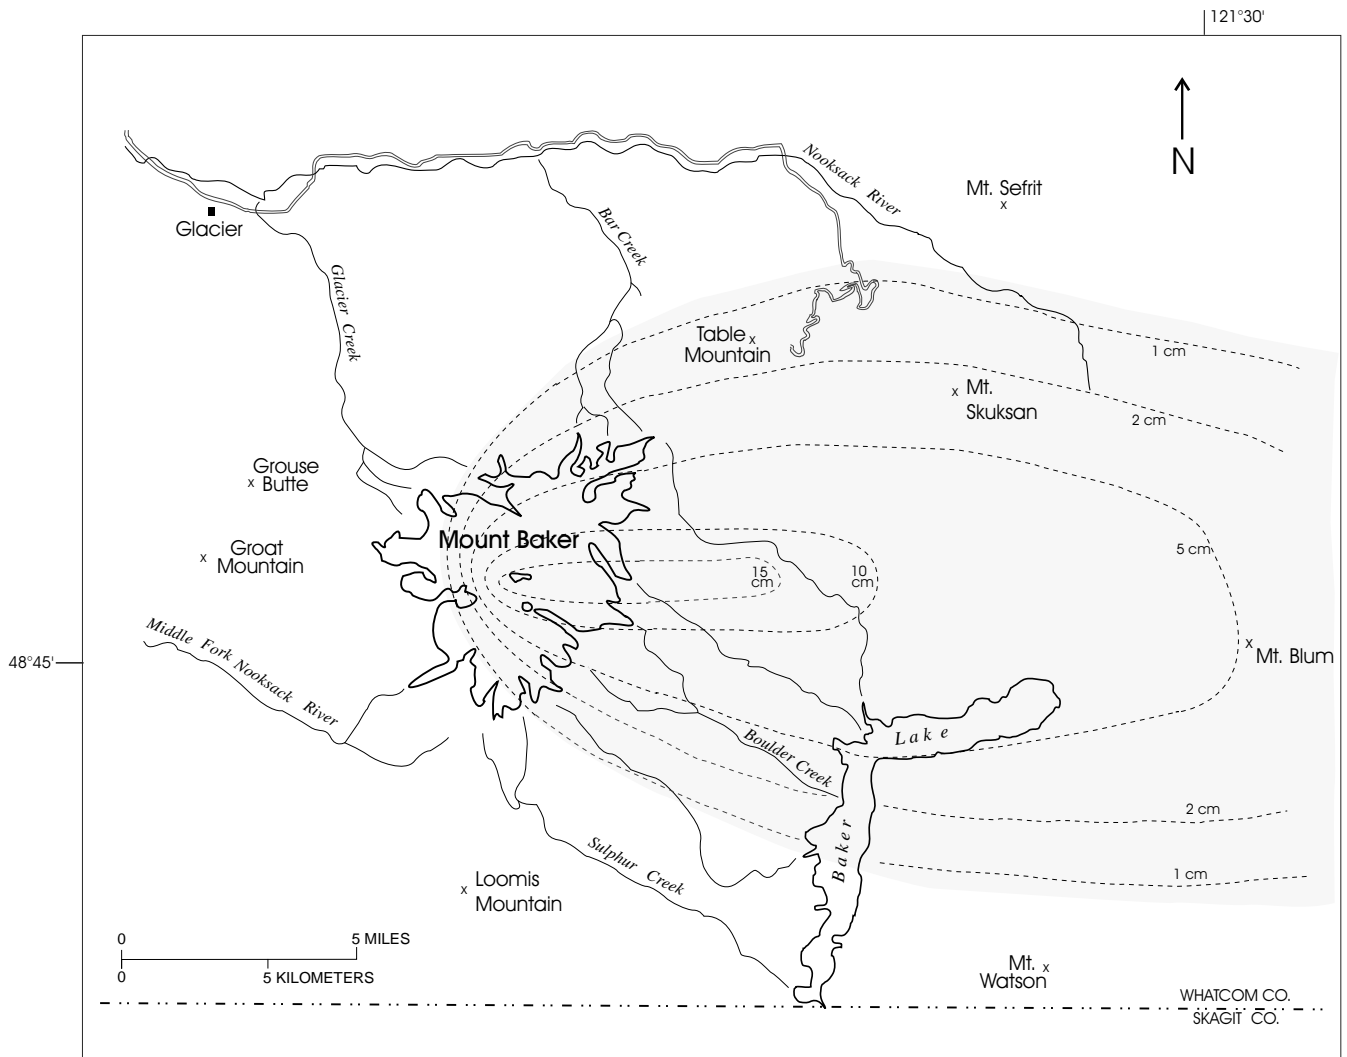 121°30'
N
Nooksack River
Mt. Sefrit
x
Glacier
Bar Creek
Glacier Creek
Table x
Mountain
1 cm
x Mt.
Skuksan
2 cm
Grouse
x Butte
Mount Baker
5 cm
Groat
x Mountain
15
cm
10
cm
Middle Fork Nooksack River
x
Mt. Blum
48°45'
Lake
Boulder Creek
2 cm
Baker
Sulphur Creek
1 cm
x Loomis
Mountain
0 5 MILES
0 5 KILOMETERS
Mt. x
Watson
WHATCOM CO.
SKAGIT CO.